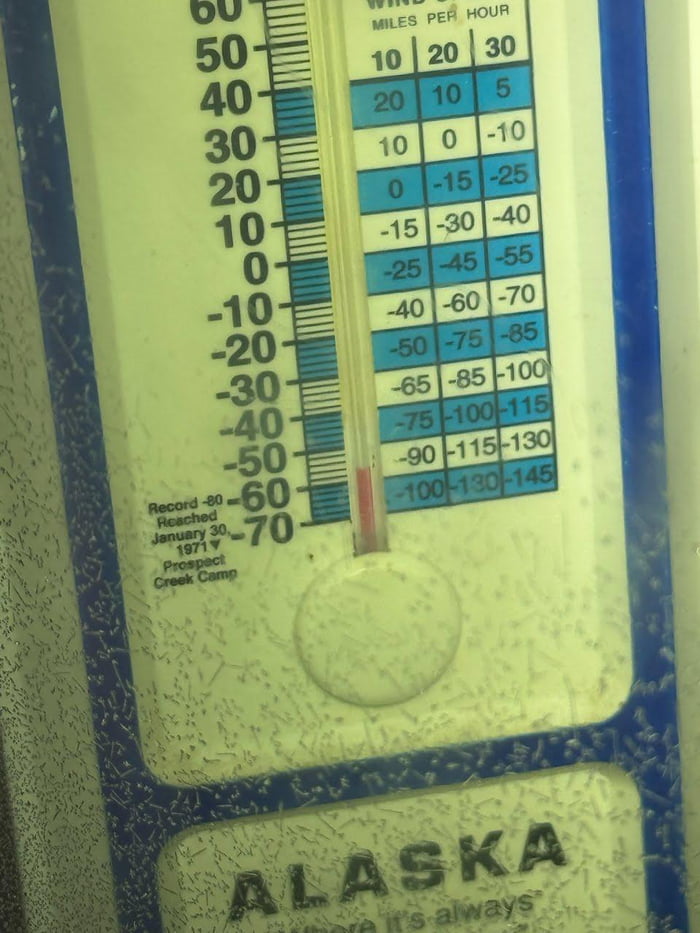 MILES PER HOUR
60
50 10 20 30
40 20 10 5
30 10 0 -10
20 0 -15 -25
10 -15 -30 -40
0 -25 -45 -55
-10 -40 -60 -70
-20 -50 -75 -85
-30 -65 -85 -100
-40 -75 -100 -115
-50 -90 -115 -130
-60 -100 -130 -145
-70
Record -80
Reached
January 30,
1971
Prospect
Creek Camp
ALASKA
Where it's always